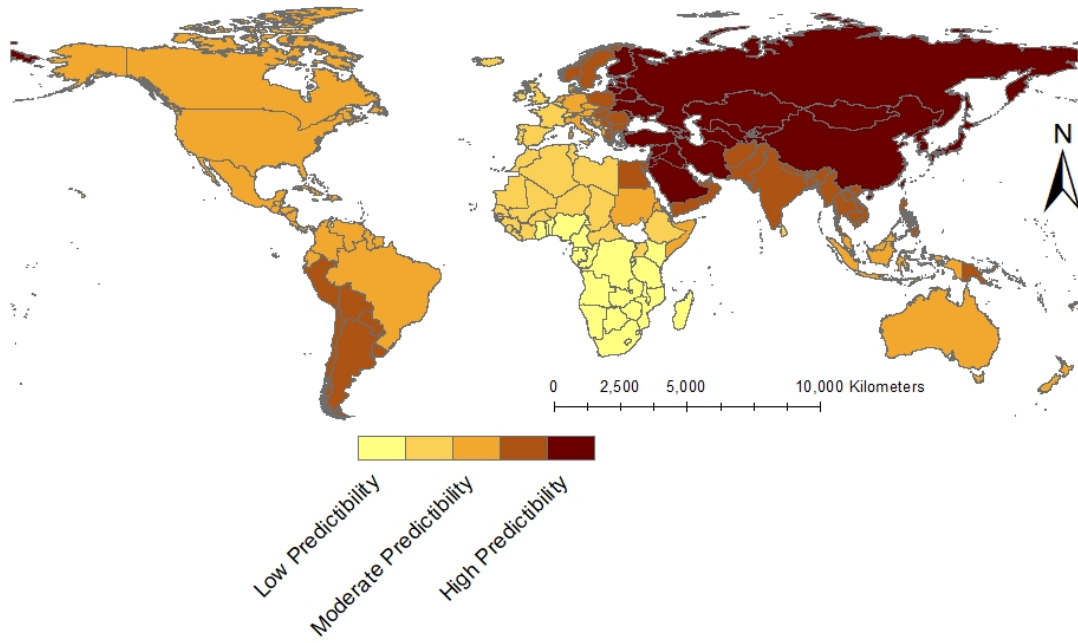 N
0 2,500 5,000 10,000 Kilometers
Low Predictibility
Moderate Predictibility
High Predictibility